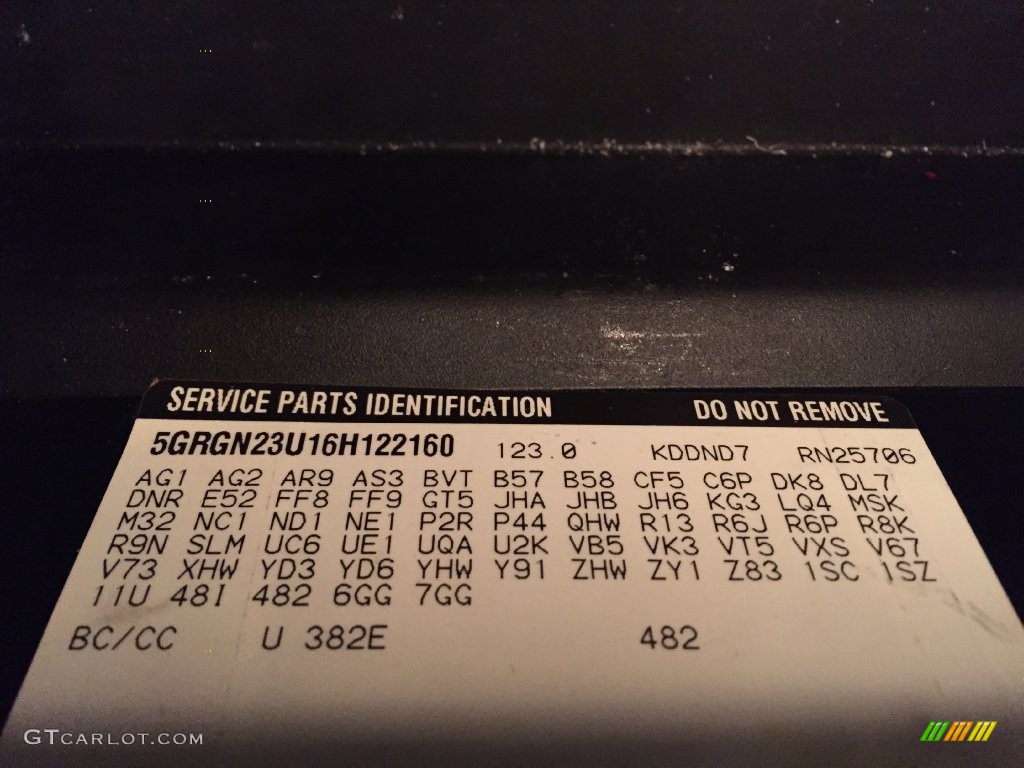 SERVICE PARTS IDENTIFICATION DO NOT REMOVE
5GRGN23U16H122160 123.0 KDDND7 RN25706
AG1 AG2 AR9 AS3 BVT B57 B58 CF5 C6P DK8 DL7
DNR E52 FF8 FF9 GT5 JHA JHB JH6 KG3 LQ4 MSK
M32 NC1 ND1 NE1 P2R P44 QHW R13 R6J R6P R8K
R9N SLM UC6 UE1 UQA U2K VB5 VK3 VT5 VXS V67
V73 XHW YD3 YD6 YHW Y91 ZHW ZY1 Z83 1SC 1SZ
11U 48I 482 6GG 7GG
BC/CC U 382E 482
GTCARLOT.COM